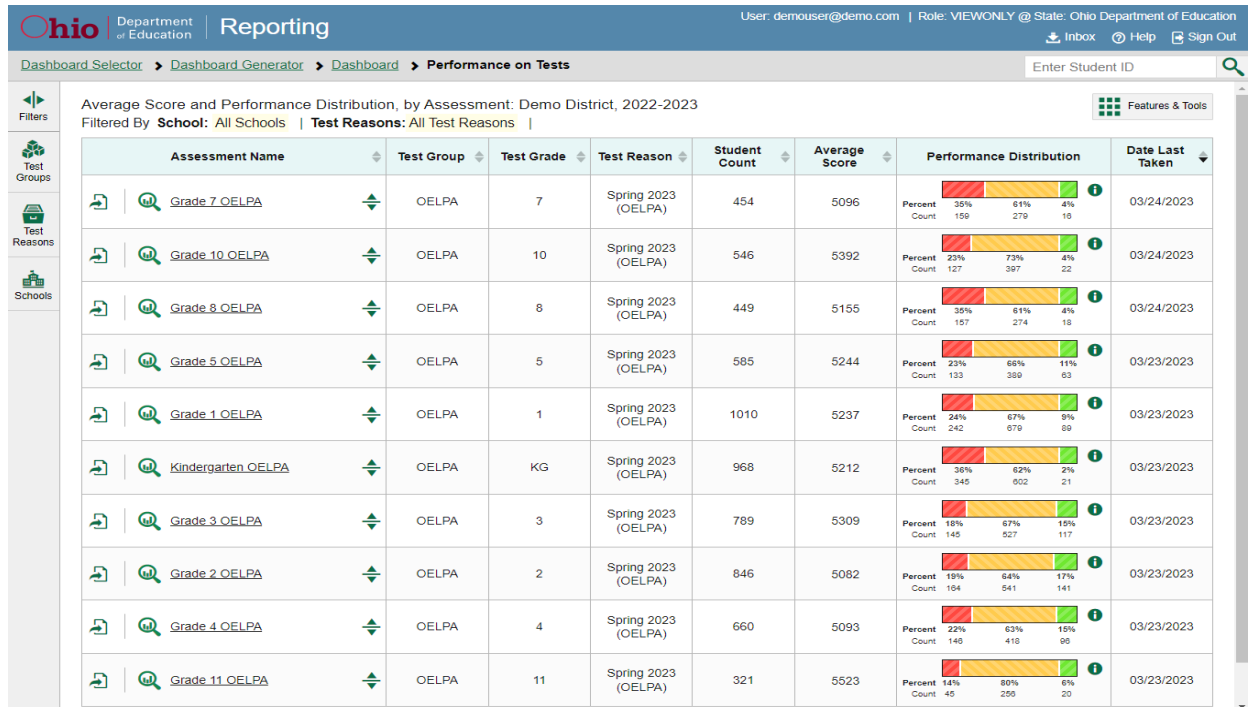 Ohio Department of Education Reporting
User: demouser@demo.com | Role: VIEWONLY @ State: Ohio Department of Education
Inbox Help Sign Out
Dashboard Selector > Dashboard Generator > Dashboard > Performance on Tests
Enter Student ID
Filters
Test Groups
Test Reasons
Schools
Average Score and Performance Distribution, by Assessment: Demo District, 2022-2023
Filtered By School: All Schools | Test Reasons: All Test Reasons |
Features & Tools
Assessment Name Test Group Test Grade Test Reason Student Count Average Score Performance Distribution Date Last Taken
Grade 7 OELPA OELPA 7 Spring 2023 (OELPA) 454 5096 Percent 35% 61% 4% 03/24/2023
Count 159 279 16
Grade 10 OELPA OELPA 10 Spring 2023 (OELPA) 546 5392 Percent 23% 73% 4% 03/24/2023
Count 127 397 22
Grade 8 OELPA OELPA 8 Spring 2023 (OELPA) 449 5155 Percent 35% 61% 4% 03/24/2023
Count 157 274 18
Grade 5 OELPA OELPA 5 Spring 2023 (OELPA) 585 5244 Percent 23% 66% 11% 03/23/2023
Count 133 389 63
Grade 1 OELPA OELPA 1 Spring 2023 (OELPA) 1010 5237 Percent 24% 67% 9% 03/23/2023
Count 242 679 89
Kindergarten OELPA OELPA KG Spring 2023 (OELPA) 968 5212 Percent 36% 62% 2% 03/23/2023
Count 345 602 21
Grade 3 OELPA OELPA 3 Spring 2023 (OELPA) 789 5309 Percent 18% 67% 15% 03/23/2023
Count 145 527 117
Grade 2 OELPA OELPA 2 Spring 2023 (OELPA) 846 5082 Percent 19% 64% 17% 03/23/2023
Count 164 541 141
Grade 4 OELPA OELPA 4 Spring 2023 (OELPA) 660 5093 Percent 22% 63% 15% 03/23/2023
Count 146 418 96
Grade 11 OELPA OELPA 11 Spring 2023 (OELPA) 321 5523 Percent 14% 80% 6% 03/23/2023
Count 45 256 20